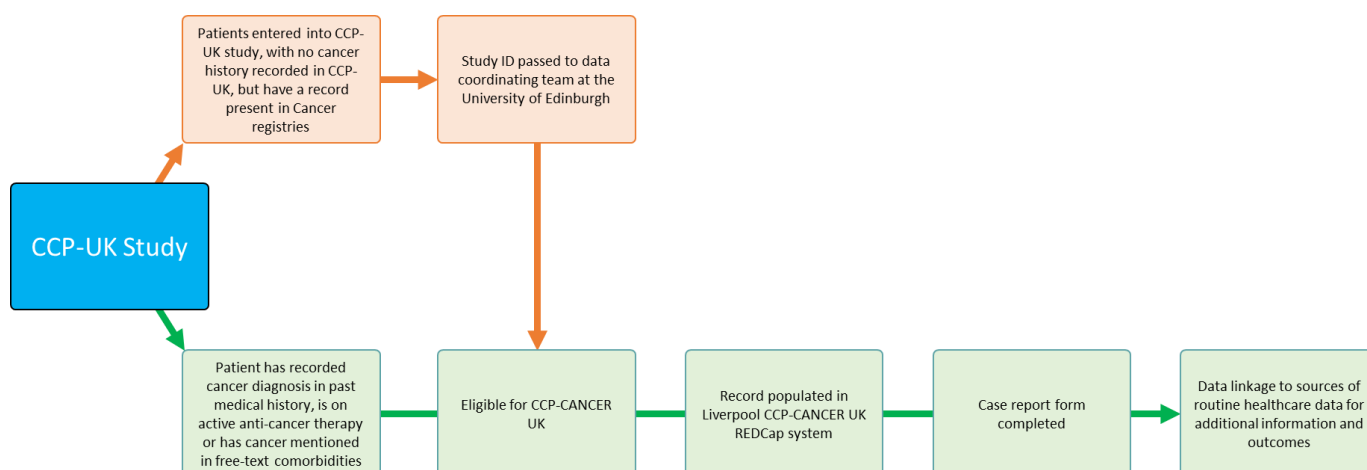 Patients entered into CCP-
UK study, with no cancer
history recorded in CCP-
UK, but have a record
present in Cancer
registries
Study ID passed to data
coordinating team at the
University of Edinburgh
CCP-UK Study
Patient has recorded
cancer diagnosis in past
medical history, is on
active anti-cancer therapy
or has cancer mentioned
in free-text comorbidities
Eligible for CCP-CANCER
UK
Record populated in
Liverpool CCP-CANCER UK
REDCap system
Case report form
completed
Data linkage to sources of
routine healthcare data for
additional information and
outcomes